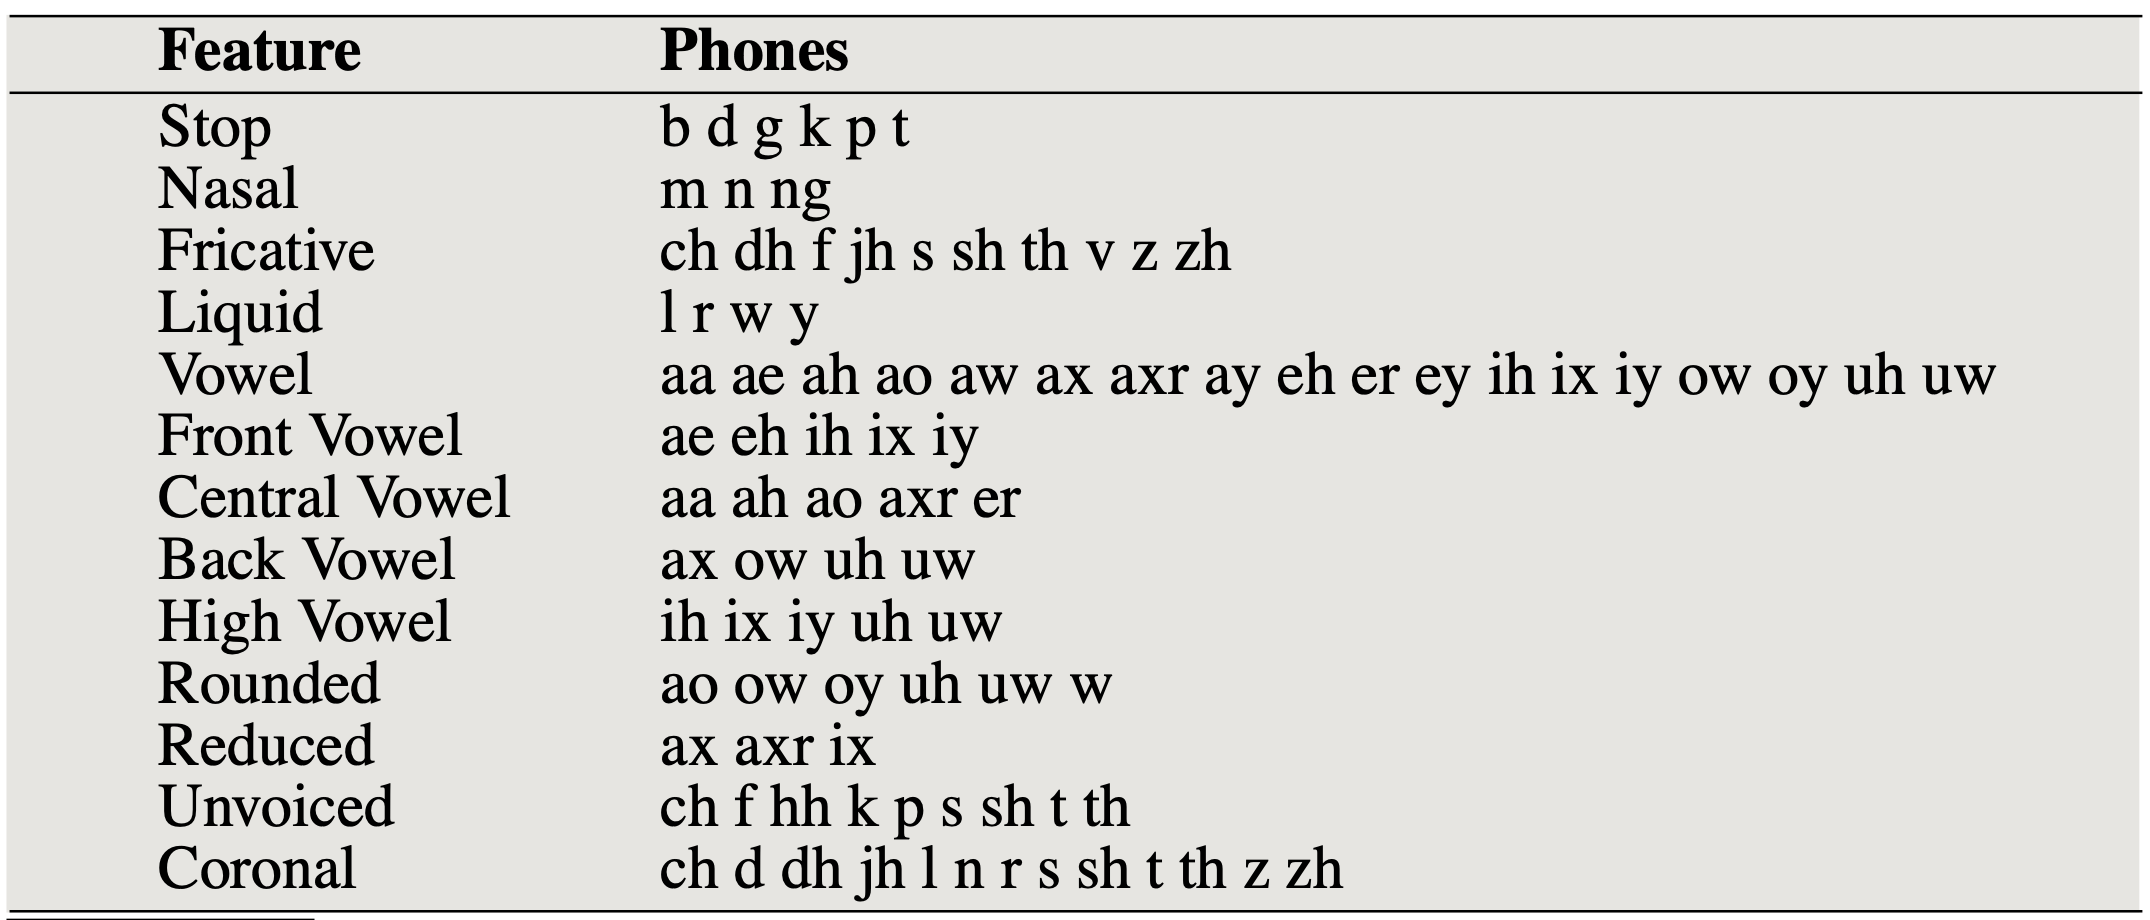 Feature Phones
Stop b d g k p t
Nasal m n ng
Fricative ch dh f jh s sh th v z zh
Liquid l r w y
Vowel aa ae ah ao aw ax axr ay eh er ey ih ix iy ow oy uh uw
Front Vowel ae eh ih ix iy
Central Vowel aa ah ao axr er
Back Vowel ax ow uh uw
High Vowel ih ix iy uh uw
Rounded ao ow oy uh uw w
Reduced ax axr ix
Unvoiced ch f hh k p s sh t th
Coronal ch d dh jh l n r s sh t th z zh